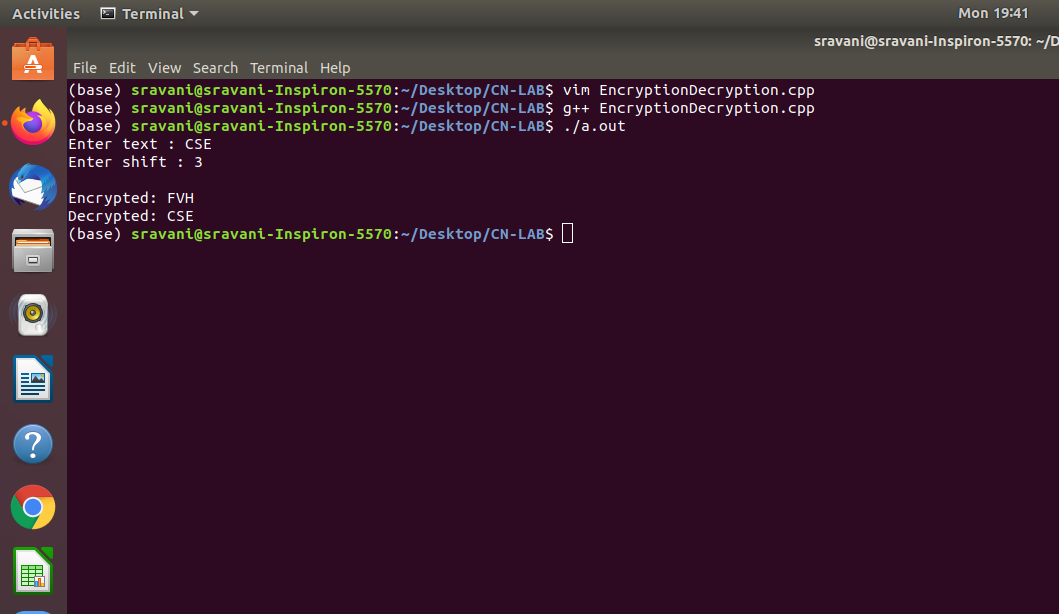 Activities Terminal Mon 19:41
sravani@sravani-Inspiron-5570: ~/D
File Edit View Search Terminal Help
(base) sravani@sravani-Inspiron-5570:~/Desktop/CN-LAB$ vim EncryptionDecryption.cpp
(base) sravani@sravani-Inspiron-5570:~/Desktop/CN-LAB$ g++ EncryptionDecryption.cpp
(base) sravani@sravani-Inspiron-5570:~/Desktop/CN-LAB$ ./a.out
Enter text : CSE
Enter shift : 3
Encrypted: FVH
Decrypted: CSE
(base) sravani@sravani-Inspiron-5570:~/Desktop/CN-LAB$